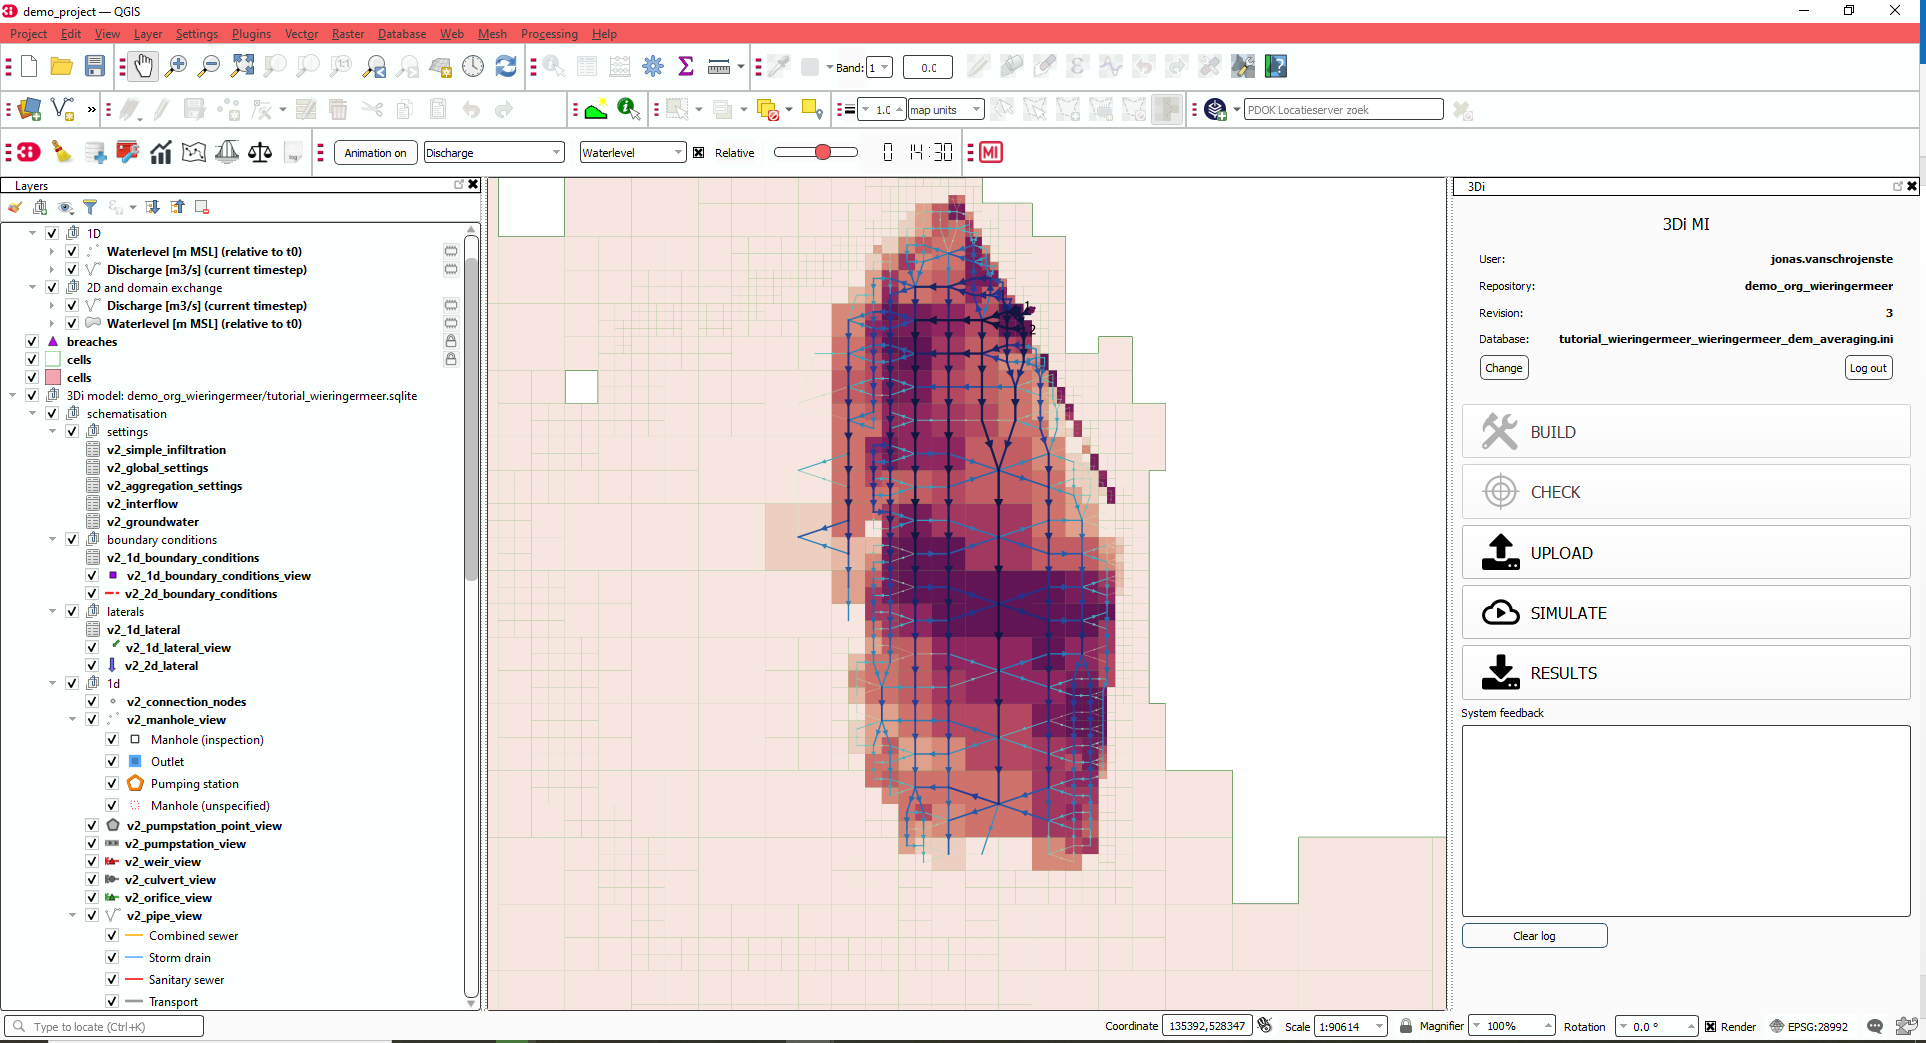 demo_project — QGIS
Project Edit View Layer Settings Plugins Vector Raster Database Web Mesh Processing Help
Band: 1 0.0
1.0 map units PDOK Locatieserver zoek
Animation on Discharge Waterlevel Relative 0 14:30 MI
Layers
1D
Waterlevel [m MSL] (relative to t0)
Discharge [m3/s] (current timestep)
2D and domain exchange
Discharge [m3/s] (current timestep)
Waterlevel [m MSL] (relative to t0)
breaches
cells
cells
3Di model: demo_org_wieringermeer/tutorial_wieringermeer.sqlite
schematisation
settings
v2_simple_infiltration
v2_global_settings
v2_aggregation_settings
v2_interflow
v2_groundwater
boundary conditions
v2_1d_boundary_conditions
v2_1d_boundary_conditions_view
v2_2d_boundary_conditions
laterals
v2_1d_lateral
v2_1d_lateral_view
v2_2d_lateral
1d
v2_connection_nodes
v2_manhole_view
Manhole (inspection)
Outlet
Pumping station
Manhole (unspecified)
v2_pumpstation_point_view
v2_pumpstation_view
v2_weir_view
v2_culvert_view
v2_orifice_view
v2_pipe_view
Combined sewer
Storm drain
Sanitary sewer
Transport
1
2
3Di
3Di MI
User: jonas.vanschrojenste
Repository: demo_org_wieringermeer
Revision: 3
Database: tutorial_wieringermeer_wieringermeer_dem_averaging.ini
Change Log out
BUILD
CHECK
UPLOAD
SIMULATE
RESULTS
System feedback
Clear log
Type to locate (Ctrl+K) Coordinate 135392,528347 Scale 1:90614 Magnifier 100% Rotation 0.0 ° Render EPSG:28992